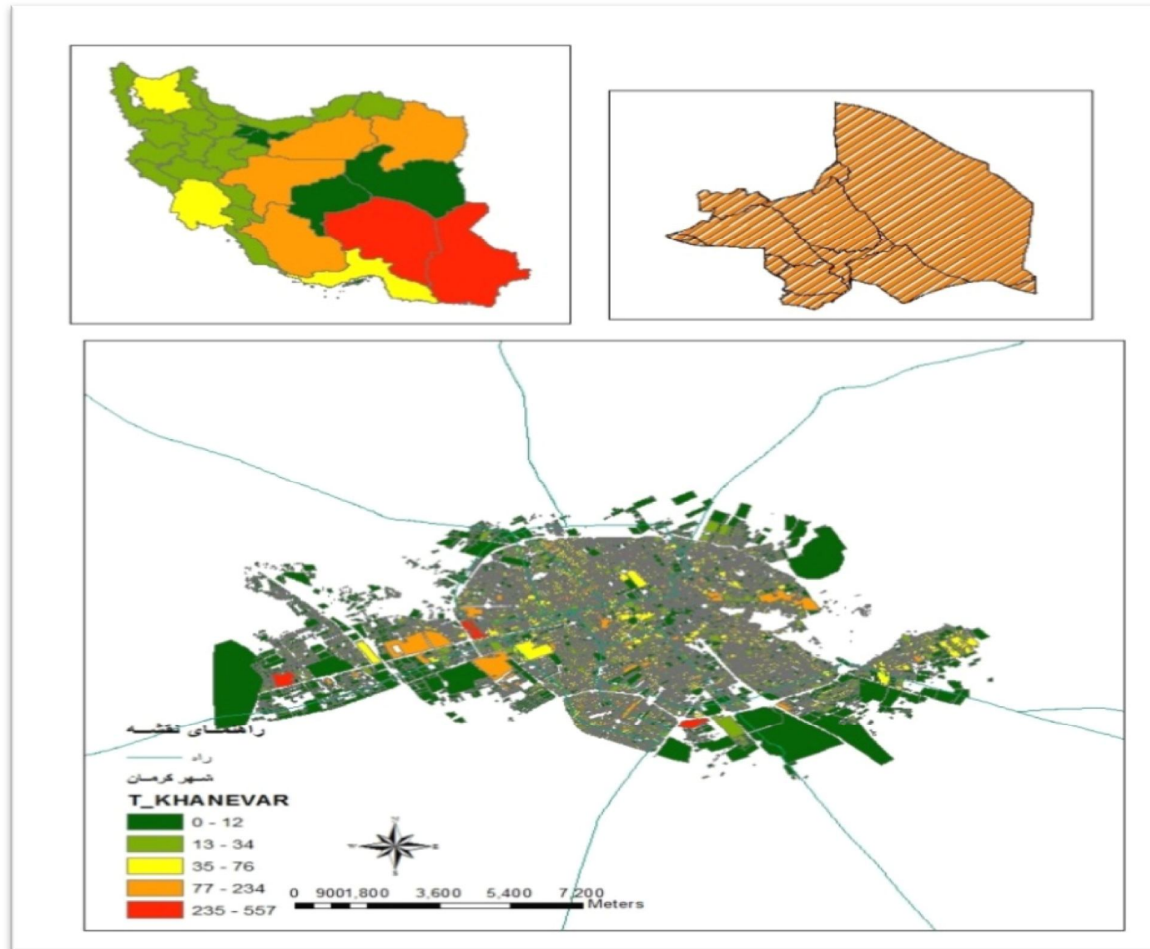 راهنمای نقشه
راه
شهر کرمان
T_KHANEVAR
0 - 12
13 - 34
35 - 76
77 - 234
235 - 557
N
W E
S
0 9001,800 3,600 5,400 7,200
Meters